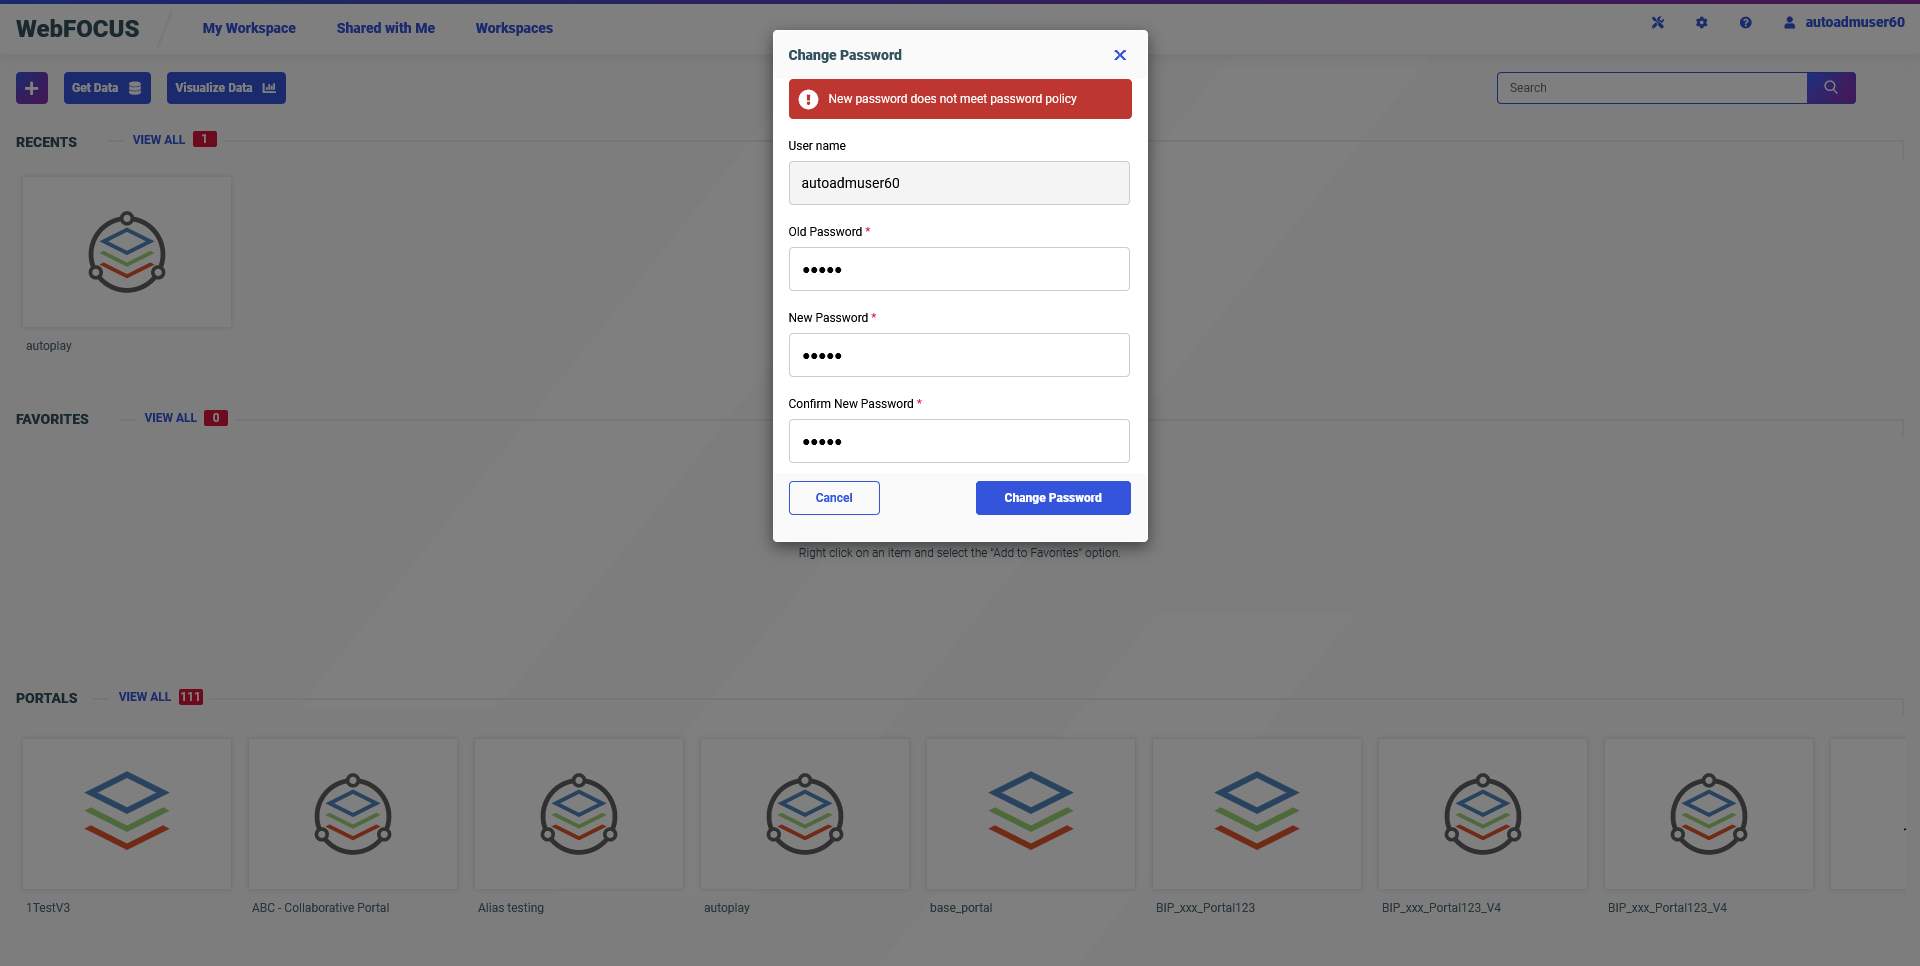 WebFOCUS
My Workspace
Shared with Me
Workspaces
autoadmuser60
Get Data
Visualize Data
Search
RECENTS
VIEW ALL
1
autoplay
FAVORITES
VIEW ALL
0
Change Password
New password does not meet password policy
User name
autoadmuser60
Old Password *
•••••
New Password *
•••••
Confirm New Password *
•••••
Cancel
Change Password
Right click on an item and select the “Add to Favorites” option.
PORTALS
VIEW ALL
111
1TestV3
ABC - Collaborative Portal
Alias testing
autoplay
base_portal
BIP_xxx_Portal123
BIP_xxx_Portal123_V4
BIP_xxx_Portal123_V4